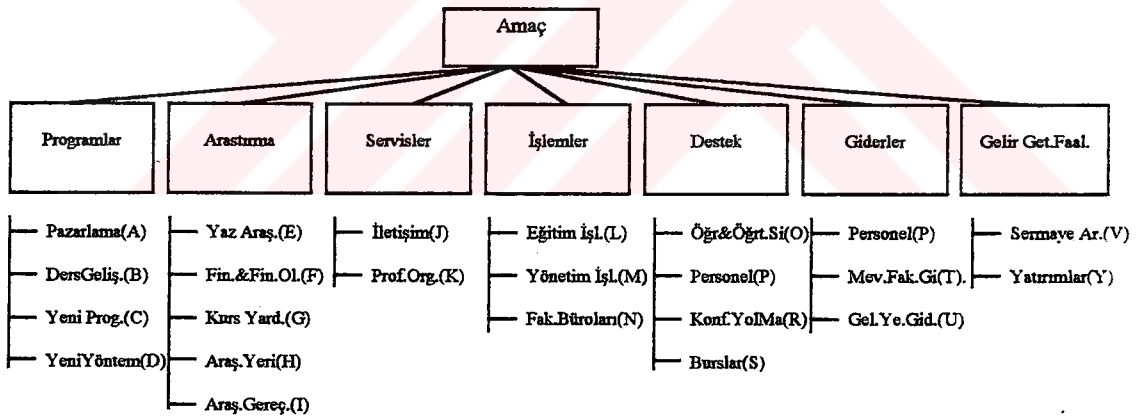 Amaç
Programlar
Arastırma
Servisler
İşlemler
Destek
Giderler
Gelir Get.Faal.
Pazarlama(A)
DersGeliş.(B)
Yeni Prog.(C)
YeniYöntem(D)
Yaz Araş.(E)
Fin.&Fin.Ol.(F)
Kurs Yard.(G)
Araş.Yeri(H)
Araş.Gereç.(I)
İletişim(J)
Prof.Org.(K)
Eğitim İşl.(L)
Yönetim İşl.(M)
Fak.Büroları(N)
Öğr&Öğrt.Si(O)
Personel(P)
Konf.YolMa(R)
Burslar(S)
Personel(P)
Mev.Fak.Gi(T).
Gel.Ye.Gid.(U)
Sermaye Ar.(V)
Yatırımlar(Y)